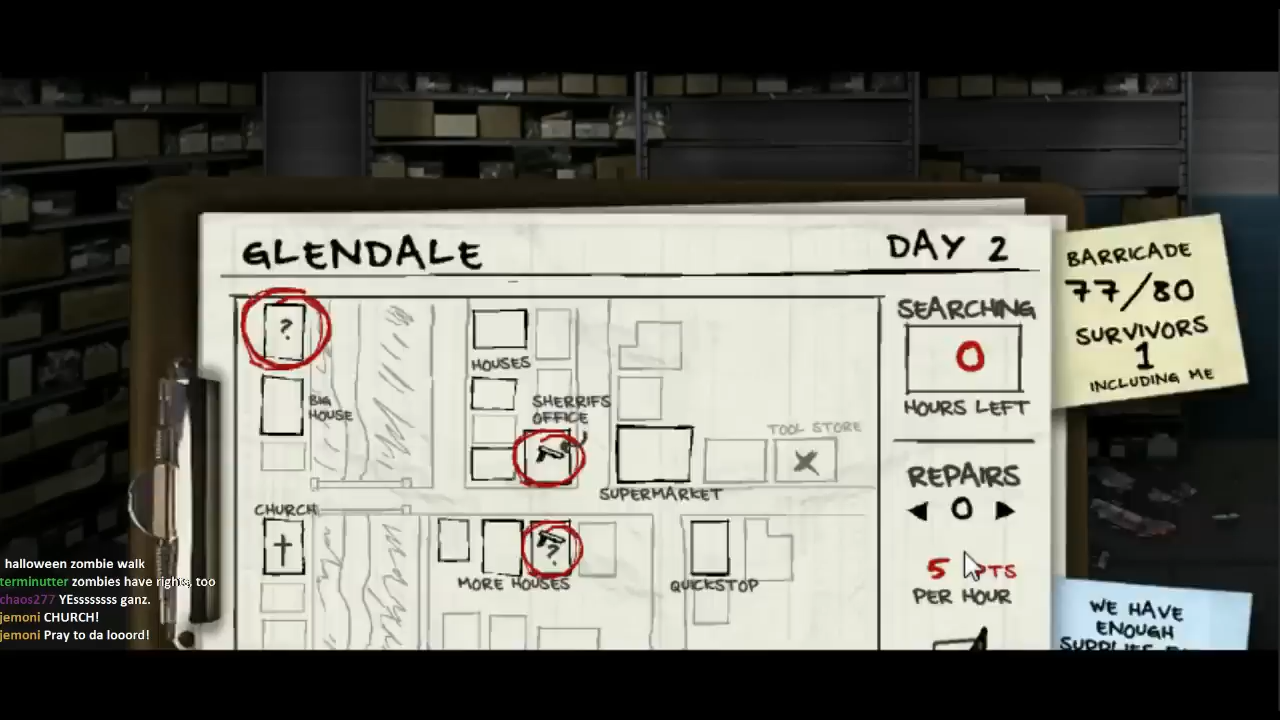 GLENDALE
DAY 2
BARRICADE
77/80
SURVIVORS
1
INCLUDING ME
SEARCHING
0
HOURS LEFT
?
BIG
HOUSE
HOUSES
SHERRIFS
OFFICE
TOOL STORE
SUPERMARKET
REPAIRS
0
CHURCH
?
MORE HOUSES
QUICKSTOP
5 PTS
PER HOUR
WE HAVE
ENOUGH
halloween zombie walk
terminutter zombies have rights, too
chaos277 YEssssssss ganz.
jemoni CHURCH!
jemoni Pray to da looord!